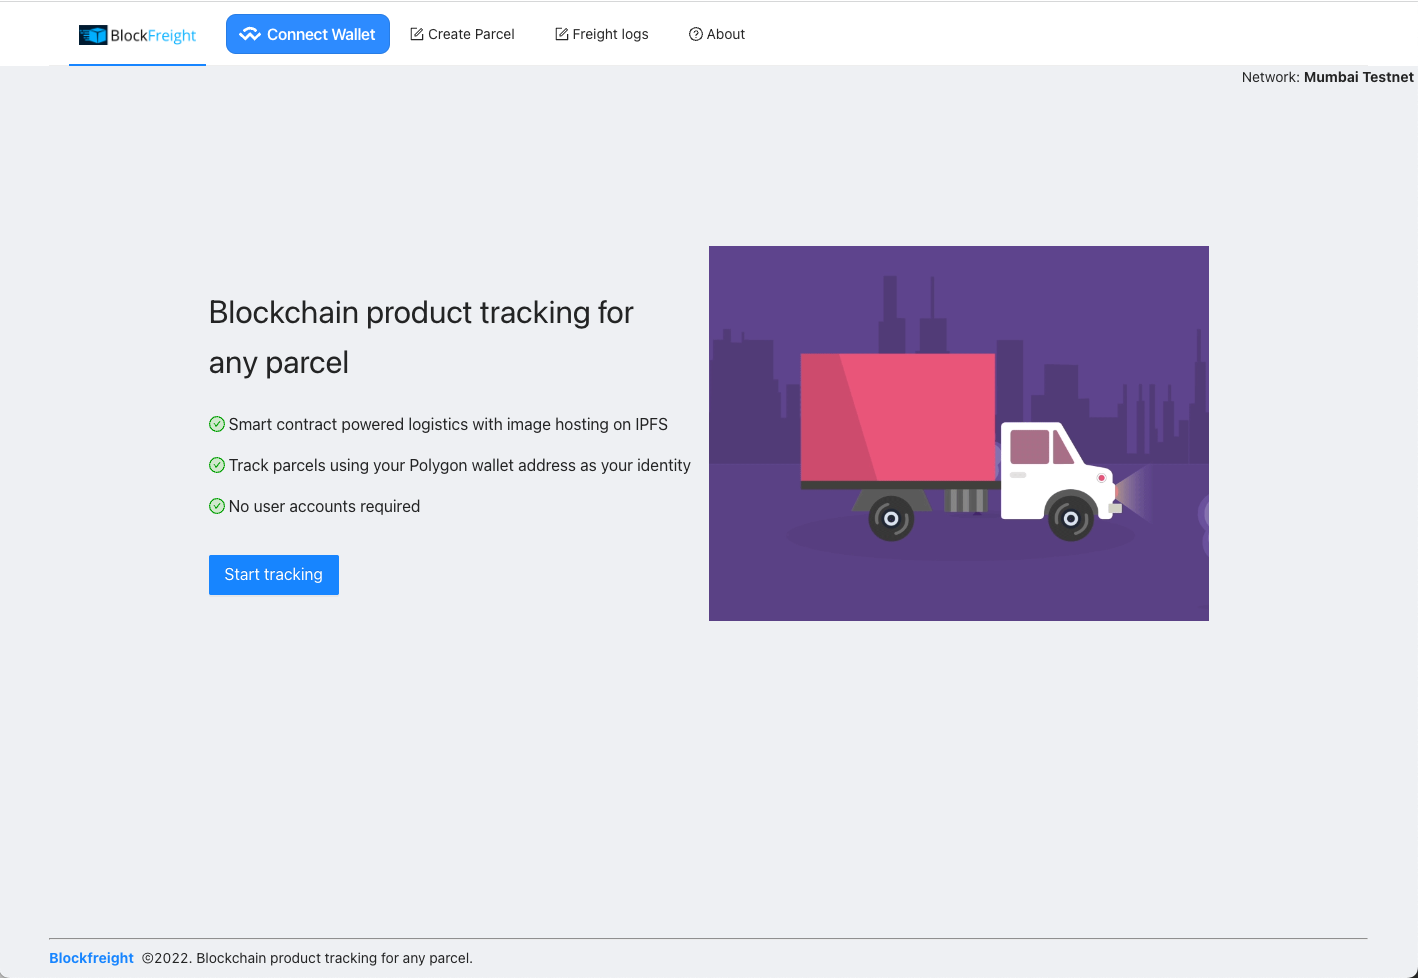 BlockFreight
Connect Wallet
Create Parcel
Freight logs
About
Network: Mumbai Testnet
Blockchain product tracking for
any parcel
Smart contract powered logistics with image hosting on IPFS
Track parcels using your Polygon wallet address as your identity
No user accounts required
Start tracking
Blockfreight ©2022. Blockchain product tracking for any parcel.